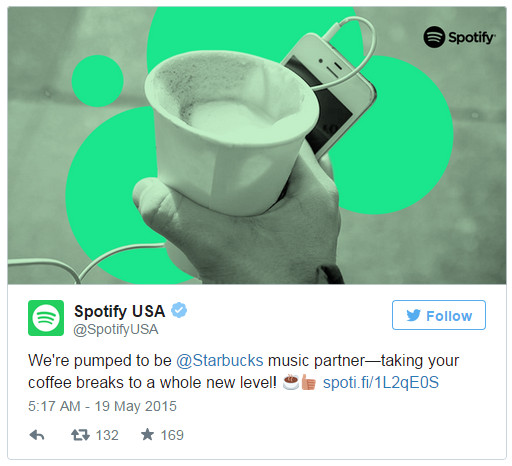 Spotify
Spotify USA
@SpotifyUSA
Follow
We're pumped to be @Starbucks music partner—taking your
coffee breaks to a whole new level! ☕👍 spoti.fi/1L2qE0S
5:17 AM - 19 May 2015
132 169